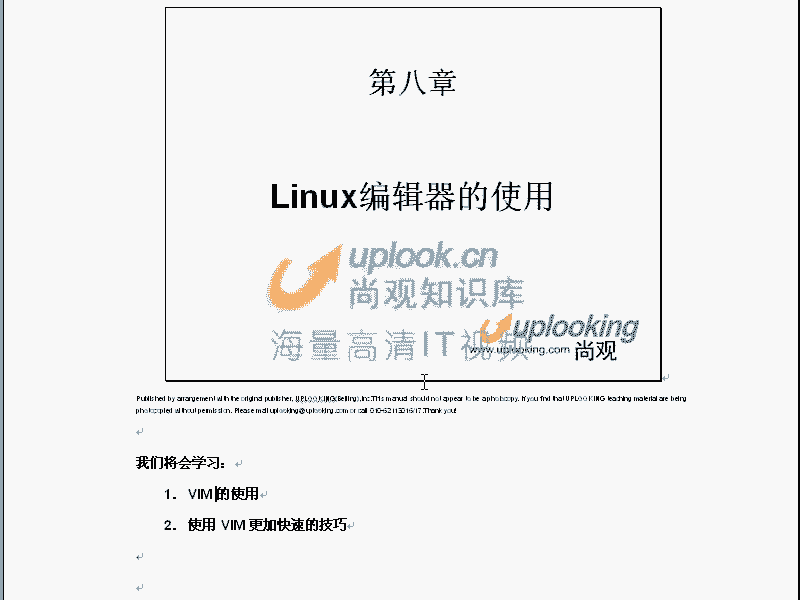 第八章
Linux编辑器的使用
uplook.cn
尚观知识库
海量高清IT视频
uplooking
www.uplooking.com 尚观
Published by arrangement with the original publisher, UPLOOKING(Beijing),Inc.This manual should not appear to be a photocopy. If you find that UPLOOKING teaching material are being
photocopied without permission. Please mail uplooking@uplooking.com or call Thank you!
我们将会学习：
1. VIM 的使用
2. 使用 VIM 更加快速的技巧